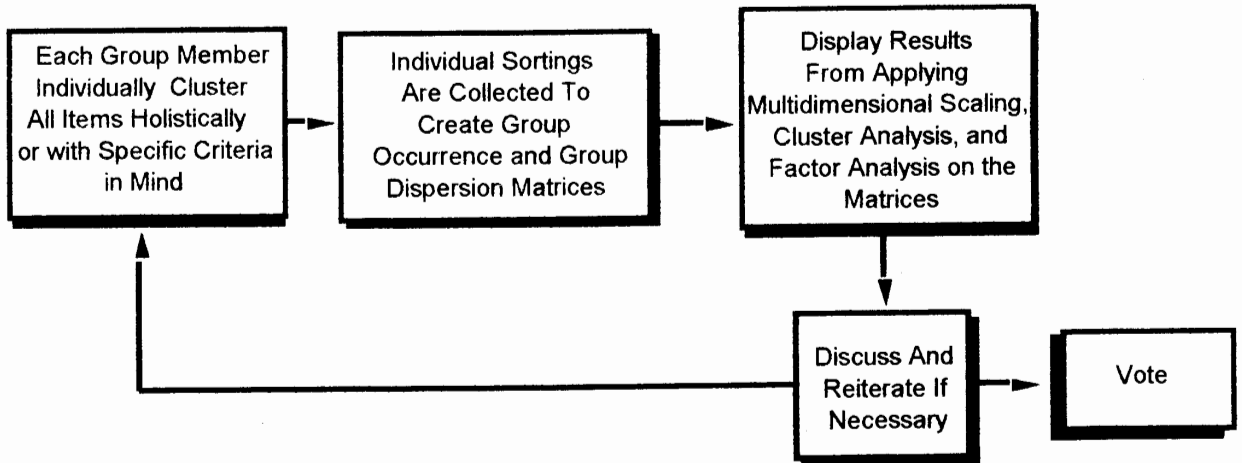 Each Group Member
Individually Cluster
All Items Holistically
or with Specific Criteria
in Mind
Individual Sortings
Are Collected To
Create Group
Occurrence and Group
Dispersion Matrices
Display Results
From Applying
Multidimensional Scaling,
Cluster Analysis, and
Factor Analysis on the
Matrices
Discuss And
Reiterate If
Necessary
Vote